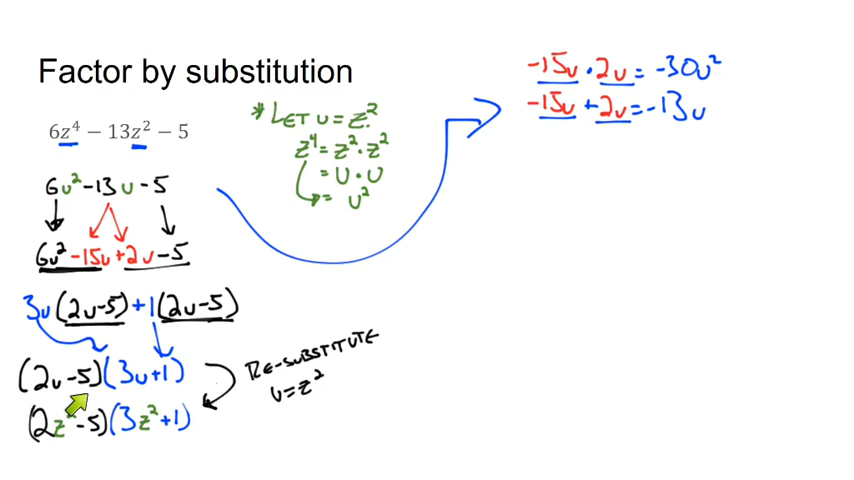 Factor by substitution
6z⁴ − 13z² − 5
* LET u = z²
z⁴ = z² · z²
= u · u
= u²
6u² − 13u − 5
6u² − 15u + 2u − 5
3u(2u − 5) + 1(2u − 5)
(2u − 5)(3u + 1)
(2z² − 5)(3z² + 1)
RE-SUBSTITUTE
u = z²
-15u · 2u = -30u²
-15u + 2u = -13u